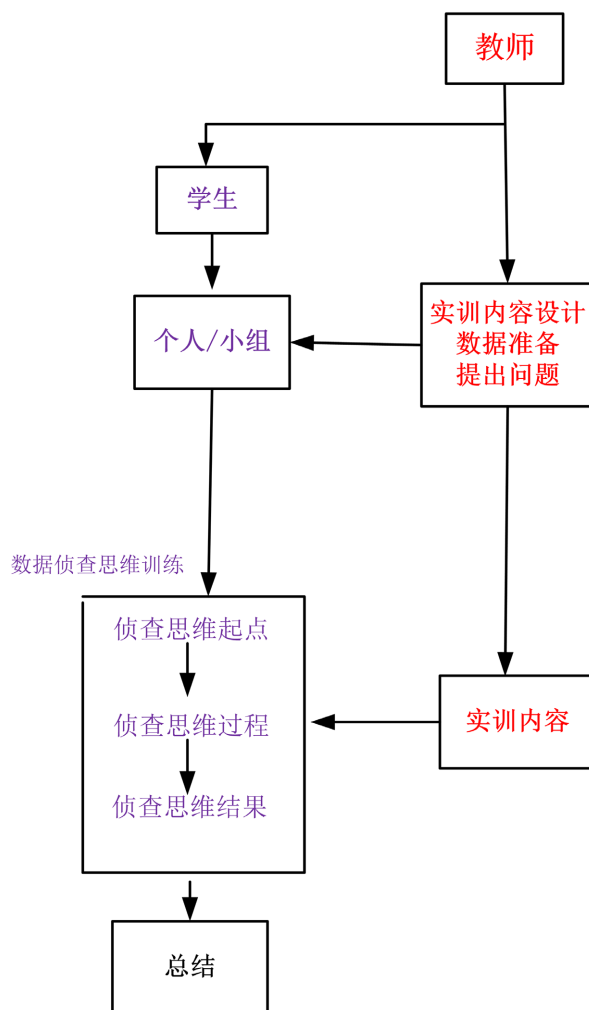 教师
学生
个人/小组
实训内容设计
数据准备
提出问题
数据侦查思维训练
侦查思维起点
侦查思维过程
侦查思维结果
实训内容
总结